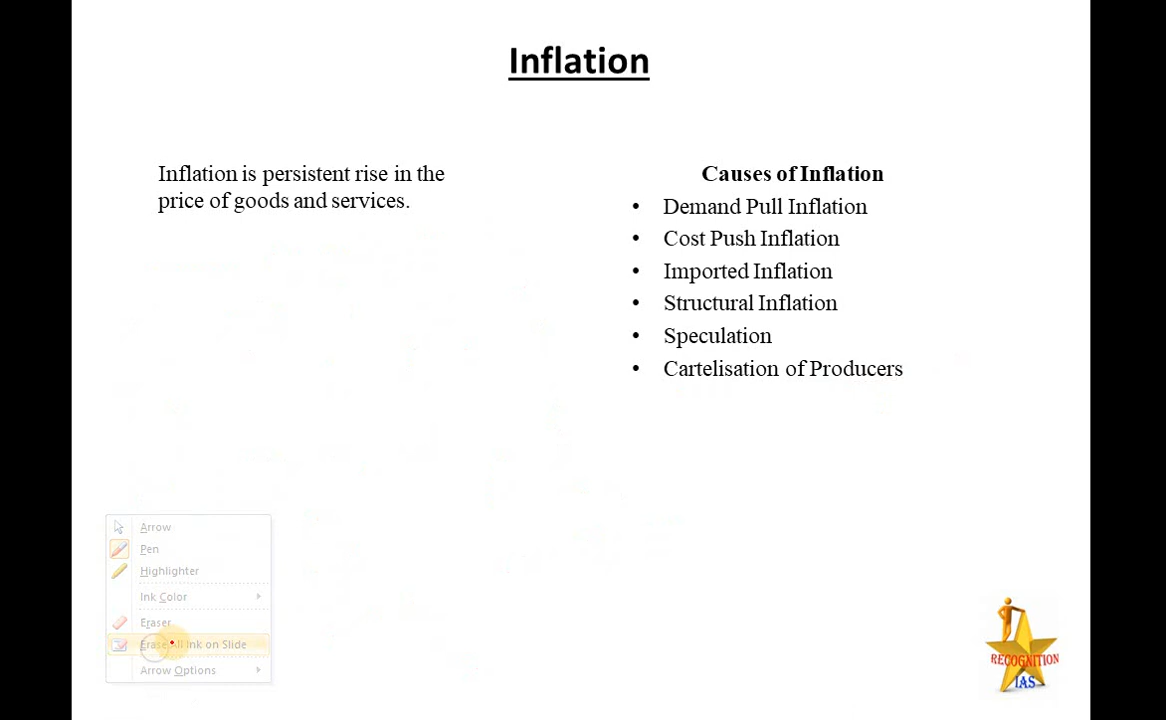 Inflation
Inflation is persistent rise in the
price of goods and services.
Causes of Inflation
• Demand Pull Inflation
• Cost Push Inflation
• Imported Inflation
• Structural Inflation
• Speculation
• Cartelisation of Producers
Arrow
Pen
Highlighter
Ink Color
Eraser
Erase All Ink on Slide
Arrow Options
RECOGNITION
IAS